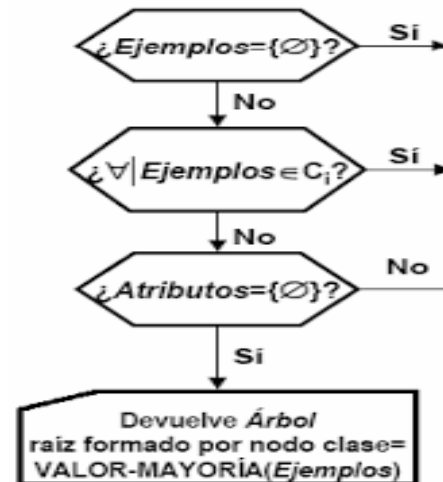 ¿Ejemplos={∅}?
Sí
No
¿∀|Ejemplos∈Ci?
Sí
No
¿Atributos={∅}?
No
Sí
Devuelve Árbol
raiz formado por nodo clase=
VALOR-MAYORÍA(Ejemplos)